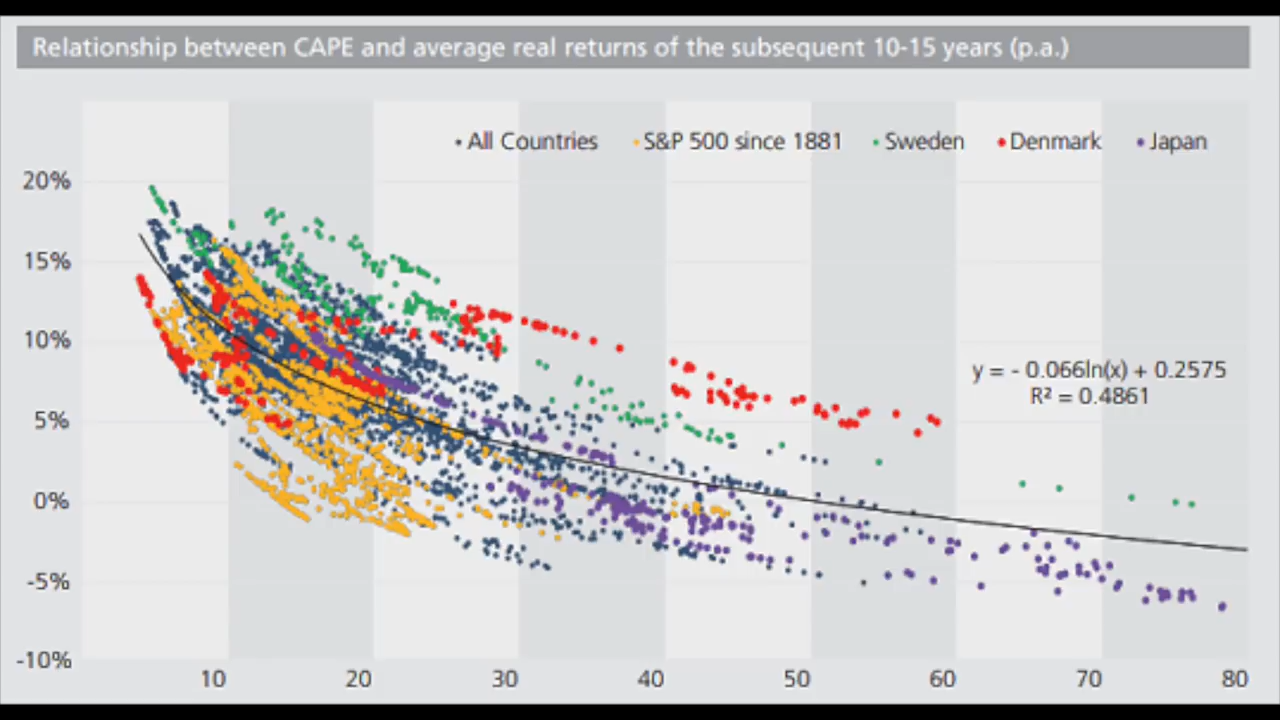 Relationship between CAPE and average real returns of the subsequent 10-15 years (p.a.)
All Countries S&P 500 since 1881 Sweden Denmark Japan
20%
15%
10%
y = - 0.066ln(x) + 0.2575
R² = 0.4861
5%
0%
-5%
-10%
10 20 30 40 50 60 70 80